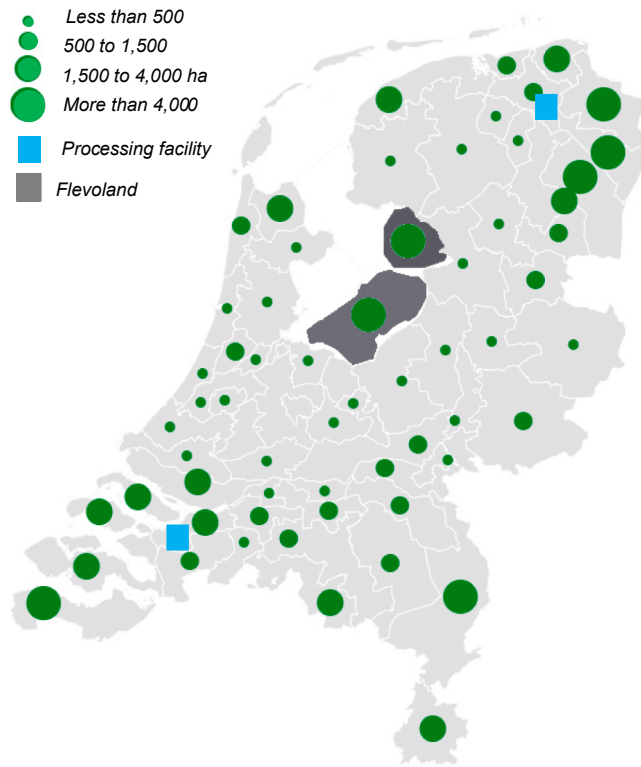 Less than 500
500 to 1,500
1,500 to 4,000 ha
More than 4,000
Processing facility
Flevoland